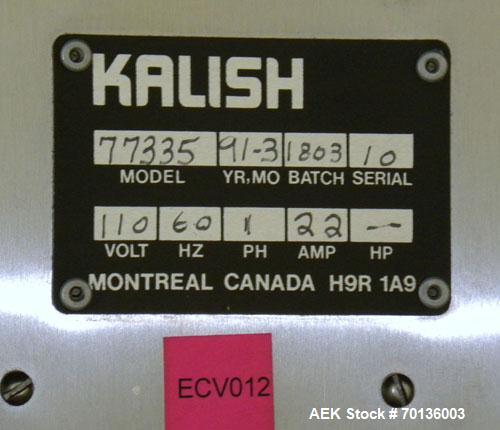 KALISH
77335 91-3 1803 10
MODEL YR,MO BATCH SERIAL
110 60 1 22 —
VOLT HZ PH AMP HP
MONTREAL CANADA H9R 1A9
ECV012
AEK Stock # 70136003